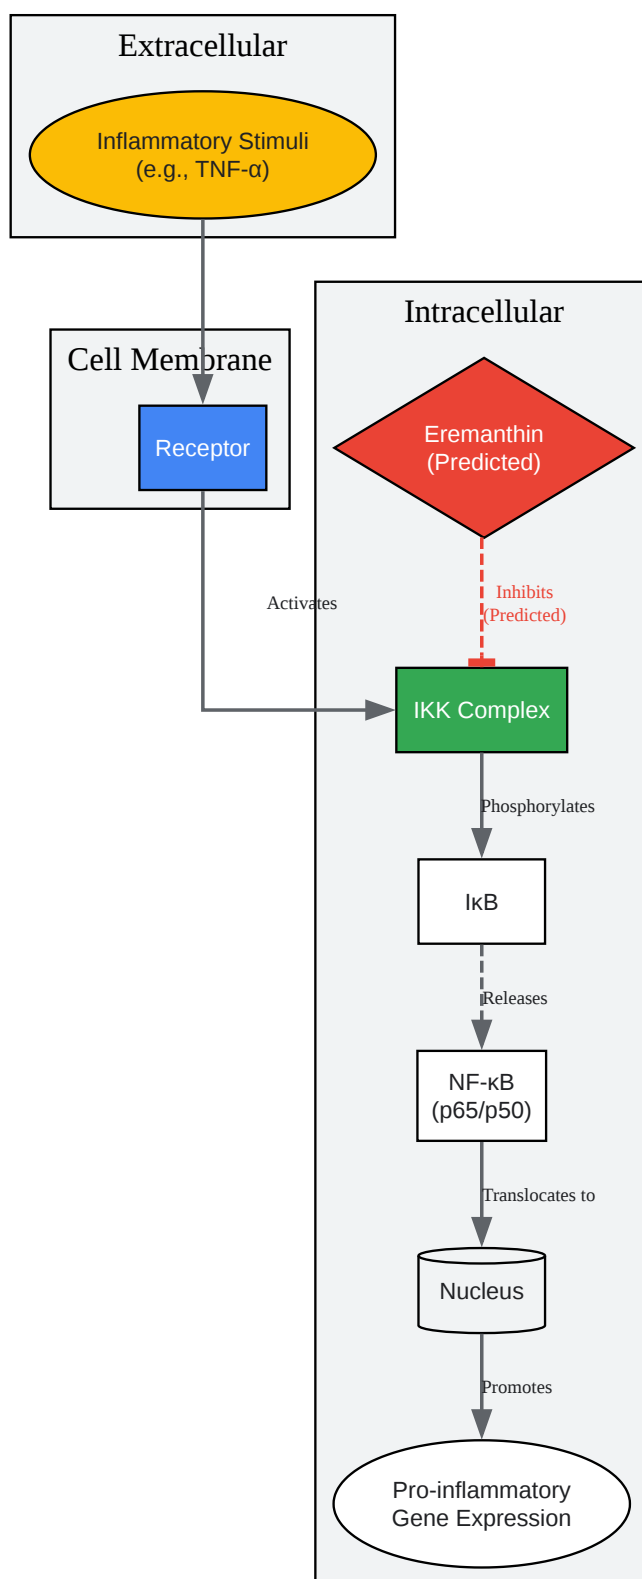 Extracellular
Inflammatory Stimuli
(e.g., TNF-α)
Cell Membrane
Receptor
Activates
Intracellular
Eremanthin
(Predicted)
Inhibits
(Predicted)
IKK Complex
Phosphorylates
IκB
Releases
NF-κB
(p65/p50)
Translocates to
Nucleus
Promotes
Pro-inflammatory
Gene Expression